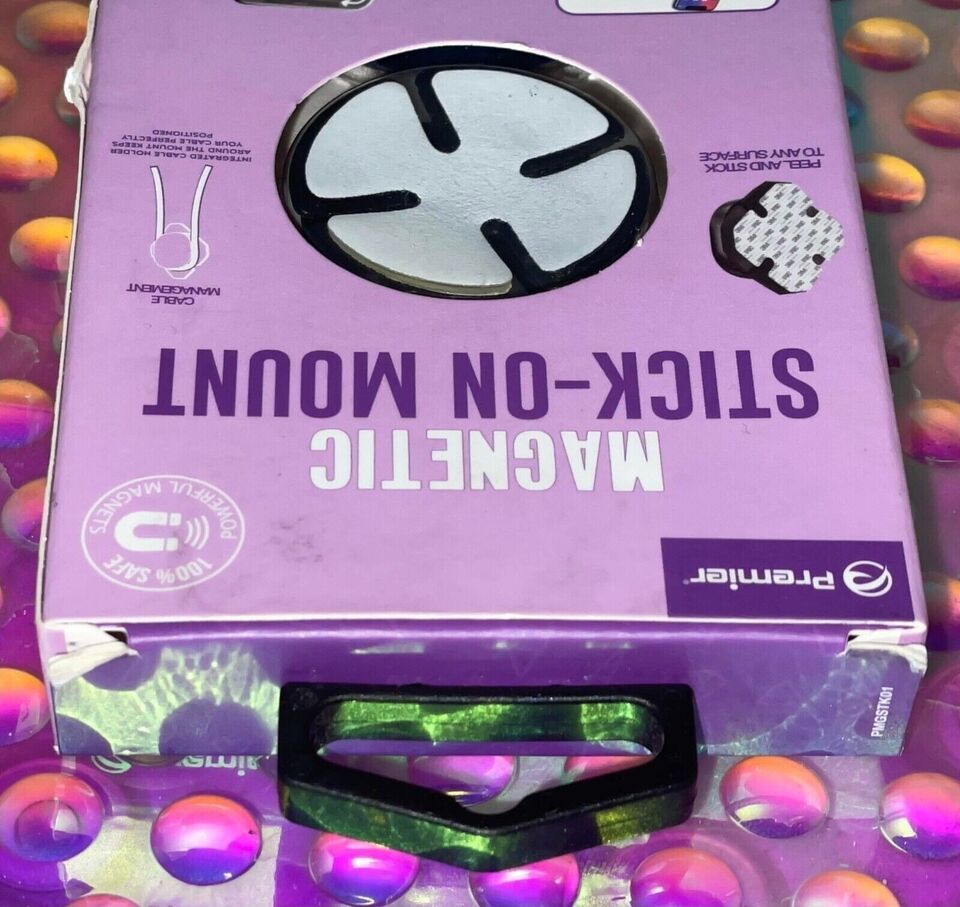 Premier
100% SAFE
POWERFUL MAGNETS
MAGNETIC
STICK-ON MOUNT
PEEL AND STICK
TO ANY SURFACE
CABLE
MANAGEMENT
INTEGRATED CABLE HOLDER
AROUND THE MOUNT KEEPS
YOUR CABLE PERFECTLY
POSITIONED
PMGSTK01